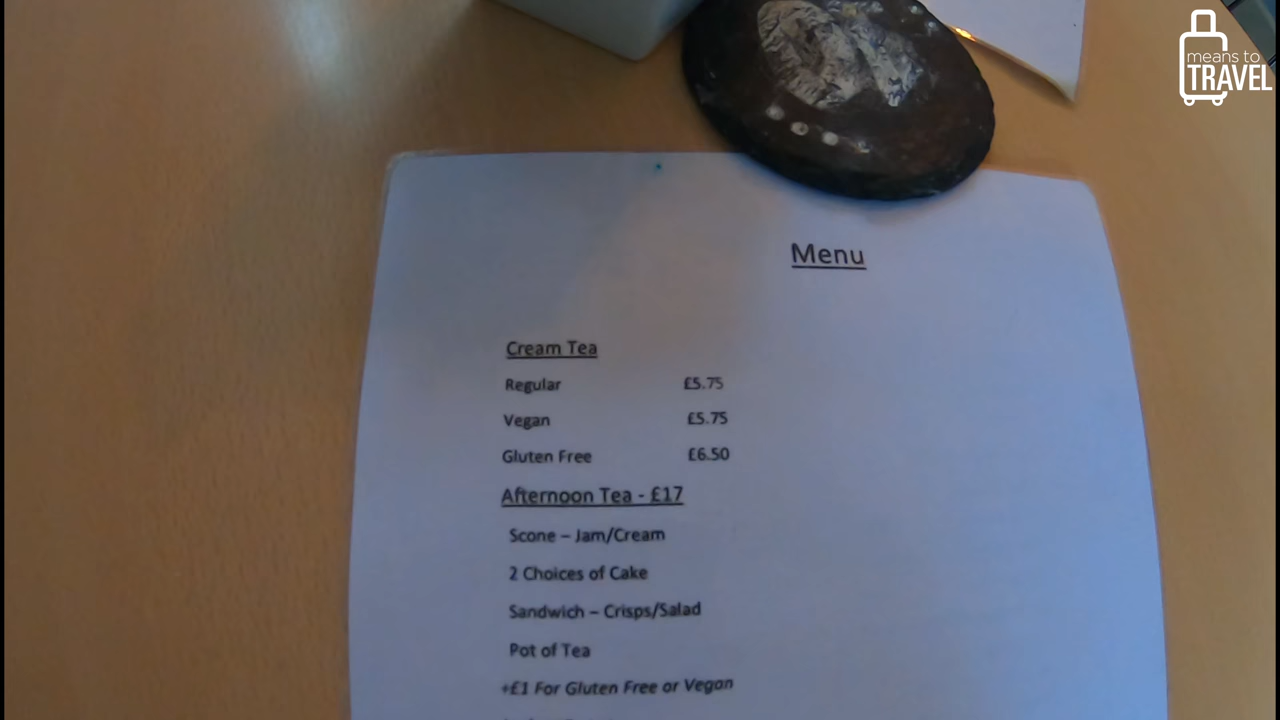 means to
TRAVEL
Menu
Cream Tea
Regular £5.75
Vegan £5.75
Gluten Free £6.50
Afternoon Tea - £17
Scone – Jam/Cream
2 Choices of Cake
Sandwich – Crisps/Salad
Pot of Tea
+£1 For Gluten Free or Vegan